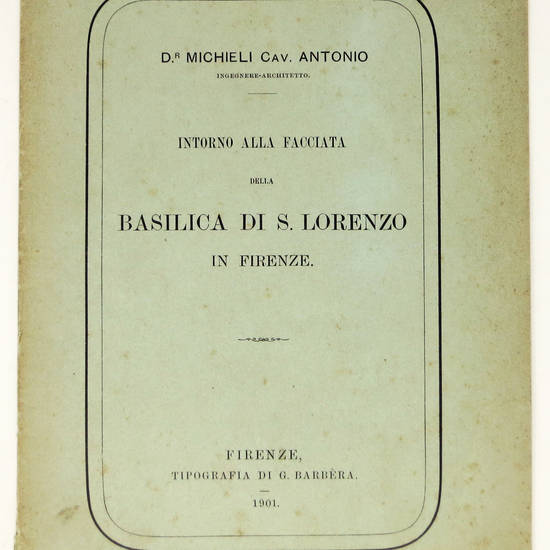 D.R MICHIELI CAV. ANTONIO
INGEGNERE-ARCHITETTO.
INTORNO ALLA FACCIATA
DELLA
BASILICA DI S. LORENZO
IN FIRENZE.
FIRENZE,
TIPOGRAFIA DI G. BARBÈRA.
1901.